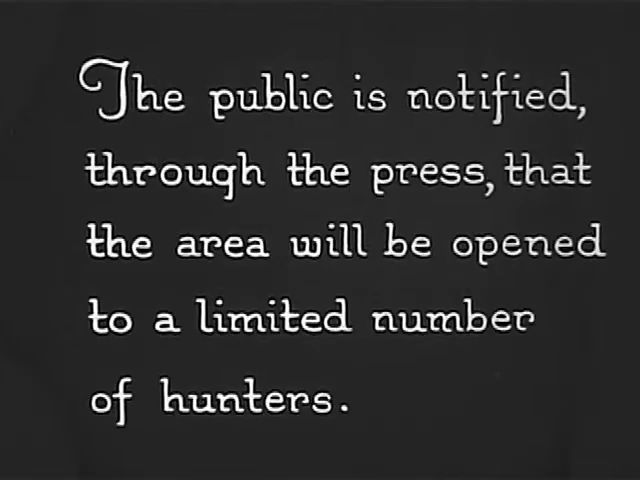 The public is notified,
through the press, that
the area will be opened
to a limited number
of hunters.